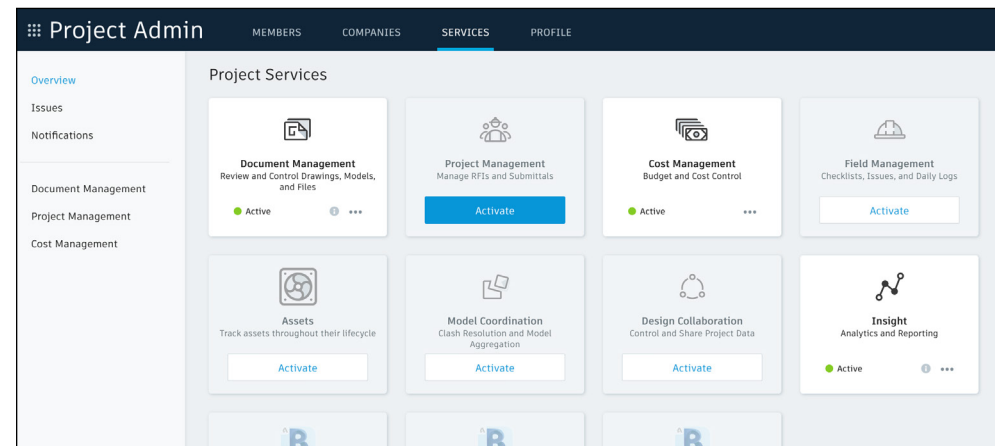 Project Admin
MEMBERS COMPANIES SERVICES PROFILE
Overview
Issues
Notifications
Document Management
Project Management
Cost Management
Project Services
Document Management
Review and Control Drawings, Models,
and Files
Active
Project Management
Manage RFIs and Submittals
Activate
Cost Management
Budget and Cost Control
Active
Field Management
Checklists, Issues, and Daily Logs
Activate
Assets
Track assets throughout their lifecycle
Activate
Model Coordination
Clash Resolution and Model
Aggregation
Activate
Design Collaboration
Control and Share Project Data
Activate
Insight
Analytics and Reporting
Active
B
B
B